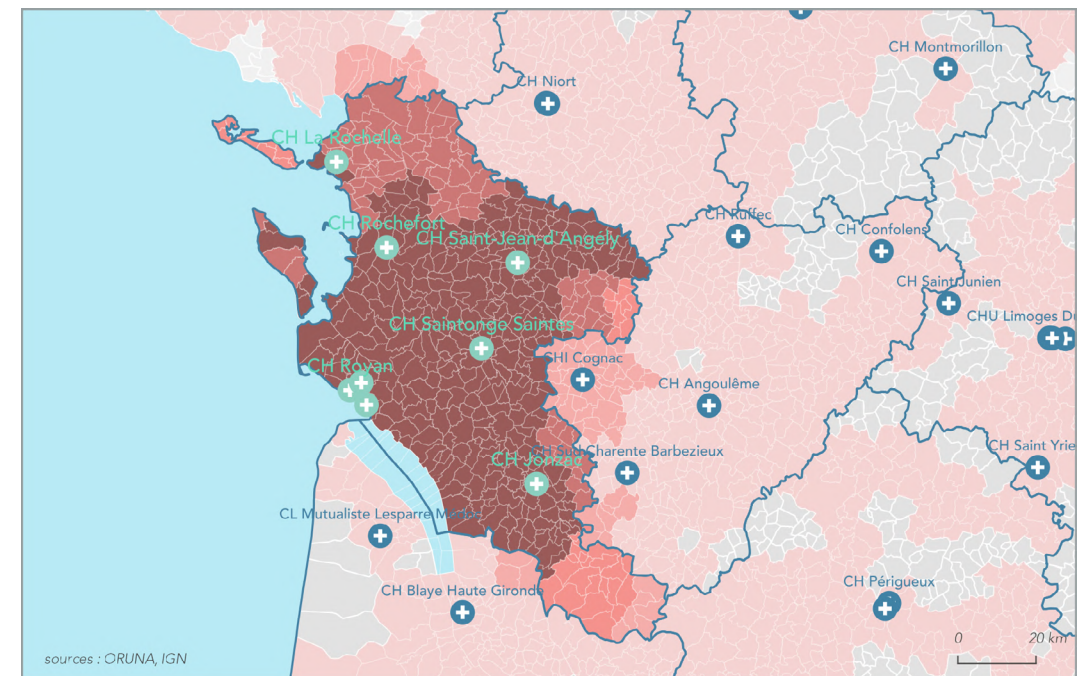 CH Montmorillon
CH Niort
CH La Rochelle
CH Ruffec
CH Rochefort
CH Confolens
CH Saint-Jean-d'Angély
CH Saint Junien
CHU Limoges Du
CH Saintonge Saintes
CHI Cognac
CH Royan
CH Angoulême
CH Saint Yrie
CH Sud Charente Barbezieux
CH Jonzac
CL Mutualiste Lesparre Médoc
CH Périgueux
CH Blaye Haute Gironde
0 20 km
sources : ORUNA, IGN